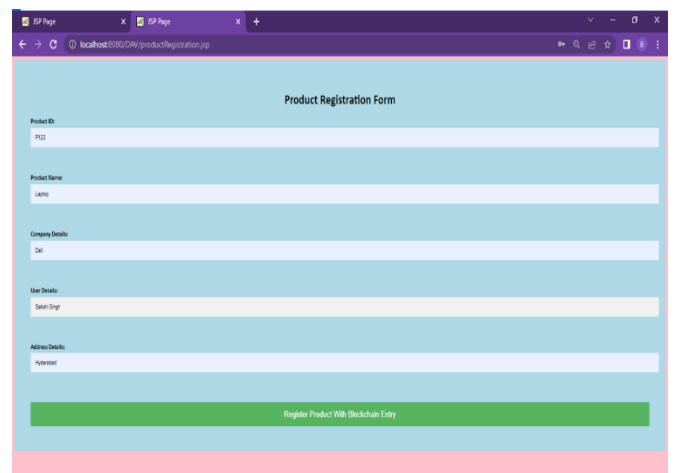 JSP Page X JSP Page X +
localhost:8080/DAV/productRegistration.jsp
B
Product Registration Form
Product ID:
P123
Product Name:
Laptop
Company Details:
Dell
User Details:
Sakshi Singh
Address Details:
Hyderabad
Register Product With Blockchain Entry